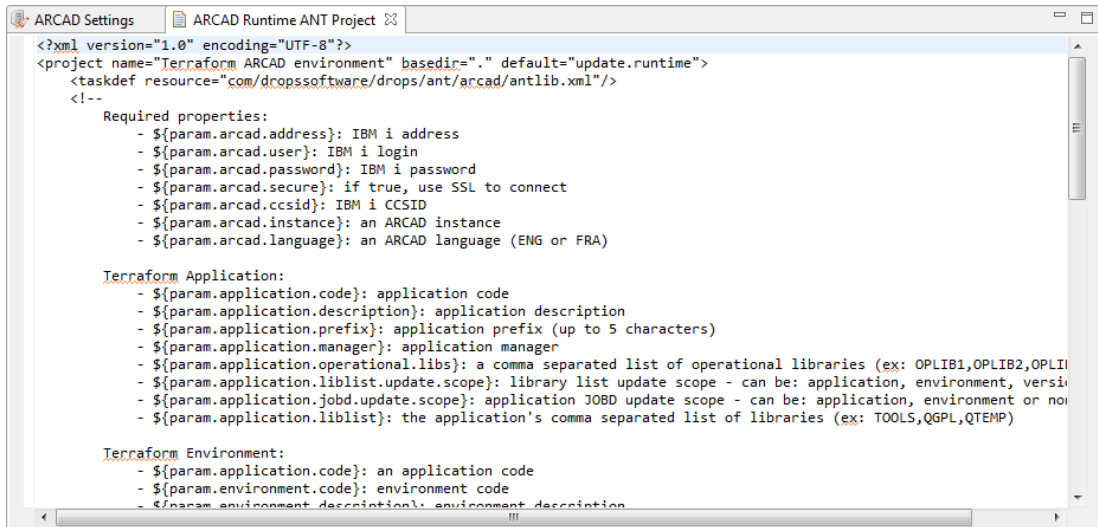 ARCAD Settings
ARCAD Runtime ANT Project
<?xml version="1.0" encoding="UTF-8"?>
<project name="Terraform ARCAD environment" basedir="." default="update.runtime">
<taskdef resource="com/dropssoftware/drops/ant/arcad/antlib.xml"/>
<!--
Required properties:
- ${param.arcad.address}: IBM i address
- ${param.arcad.user}: IBM i login
- ${param.arcad.password}: IBM i password
- ${param.arcad.secure}: if true, use SSL to connect
- ${param.arcad.ccsid}: IBM i CCSID
- ${param.arcad.instance}: an ARCAD instance
- ${param.arcad.language}: an ARCAD language (ENG or FRA)
Terraform Application:
- ${param.application.code}: application code
- ${param.application.description}: application description
- ${param.application.prefix}: application prefix (up to 5 characters)
- ${param.application.manager}: application manager
- ${param.application.operational.libs}: a comma separated list of operational libraries (ex: OPLIB1,OPLIB2,OPLI
- ${param.application.liblist.update.scope}: library list update scope - can be: application, environment, versi
- ${param.application.jobd.update.scope}: application JOBD update scope - can be: application, environment or no
- ${param.application.liblist}: the application's comma separated list of libraries (ex: TOOLS,QGPL,QTEMP)
Terraform Environment:
- ${param.application.code}: an application code
- ${param.environment.code}: environment code
- ${param.environment.description}: environment description